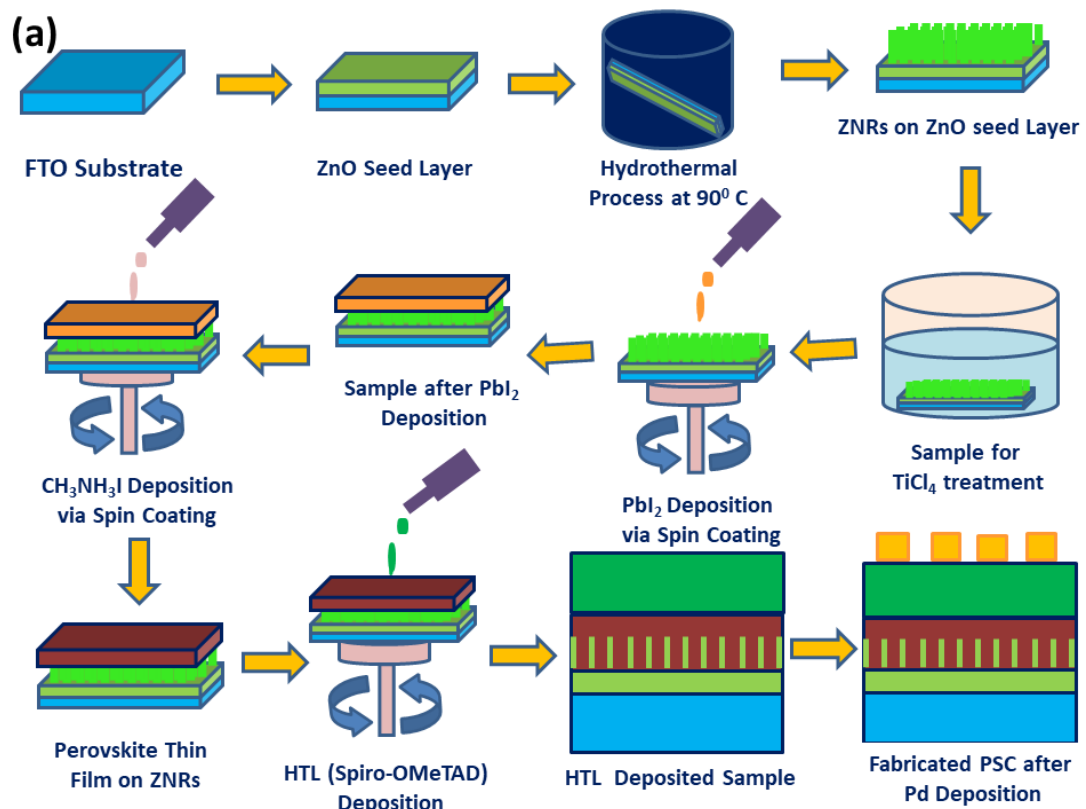 (a)
FTO Substrate
ZnO Seed Layer
Hydrothermal
Process at 90⁰ C
ZNRs on ZnO seed Layer
Sample for
TiCl₄ treatment
PbI₂ Deposition
via Spin Coating
Sample after PbI₂
Deposition
CH₃NH₃I Deposition
via Spin Coating
Perovskite Thin
Film on ZNRs
HTL (Spiro-OMeTAD)
Deposition
HTL Deposited Sample
Fabricated PSC after
Pd Deposition